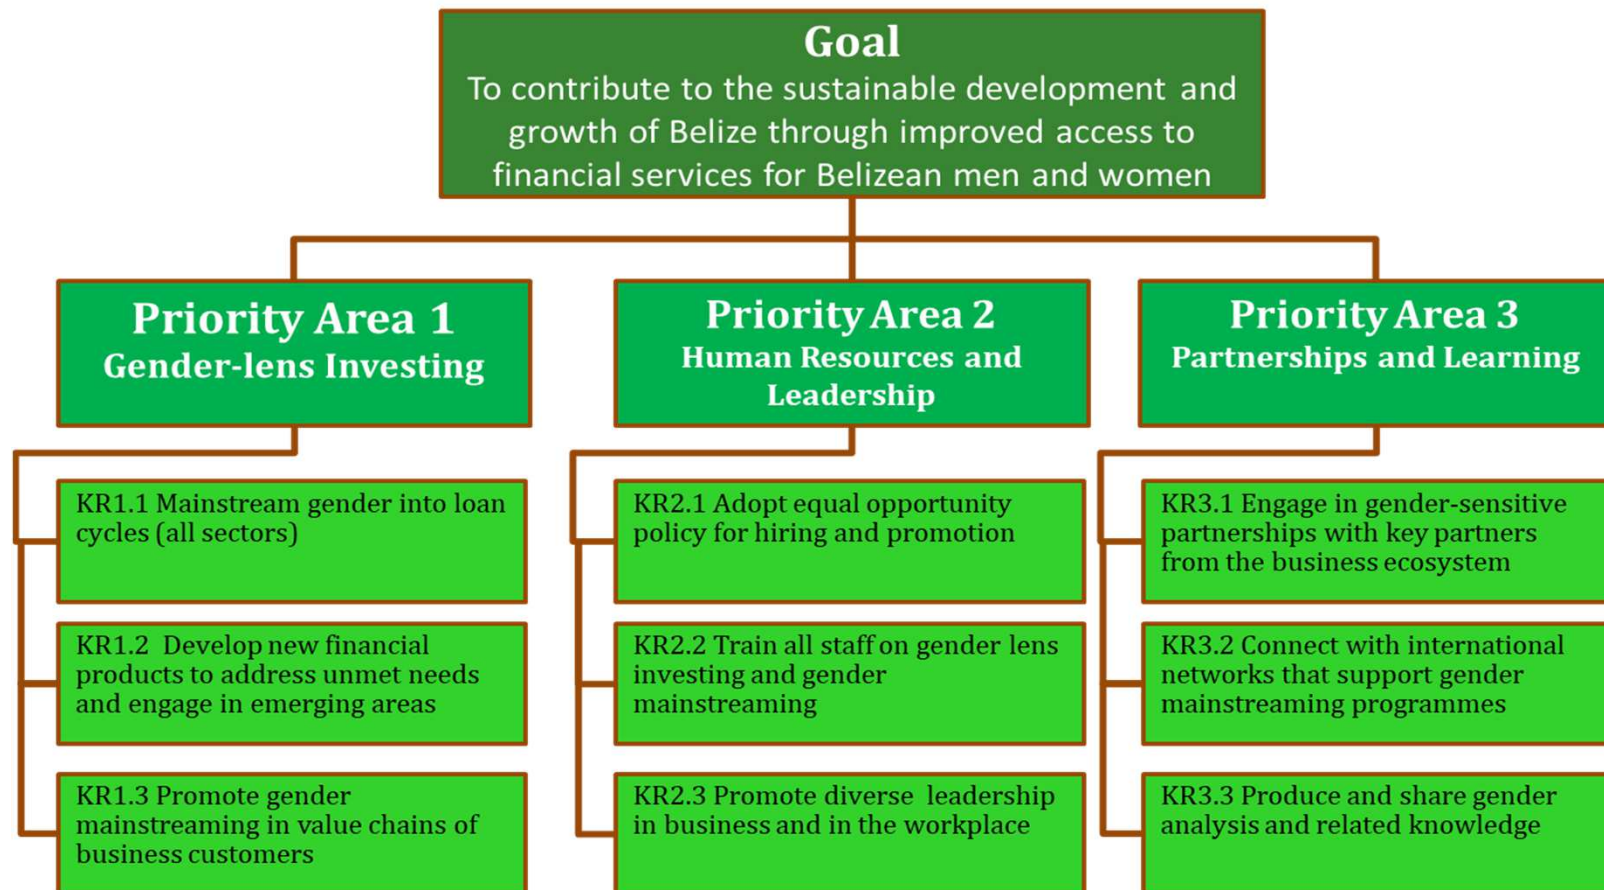 Goal
To contribute to the sustainable development and
growth of Belize through improved access to
financial services for Belizean men and women
Priority Area 1
Gender-lens Investing
KR1.1 Mainstream gender into loan
cycles (all sectors)
KR1.2 Develop new financial
products to address unmet needs
and engage in emerging areas
KR1.3 Promote gender
mainstreaming in value chains of
business customers
Priority Area 2
Human Resources and
Leadership
KR2.1 Adopt equal opportunity
policy for hiring and promotion
KR2.2 Train all staff on gender lens
investing and gender
mainstreaming
KR2.3 Promote diverse leadership
in business and in the workplace
Priority Area 3
Partnerships and Learning
KR3.1 Engage in gender-sensitive
partnerships with key partners
from the business ecosystem
KR3.2 Connect with international
networks that support gender
mainstreaming programmes
KR3.3 Produce and share gender
analysis and related knowledge